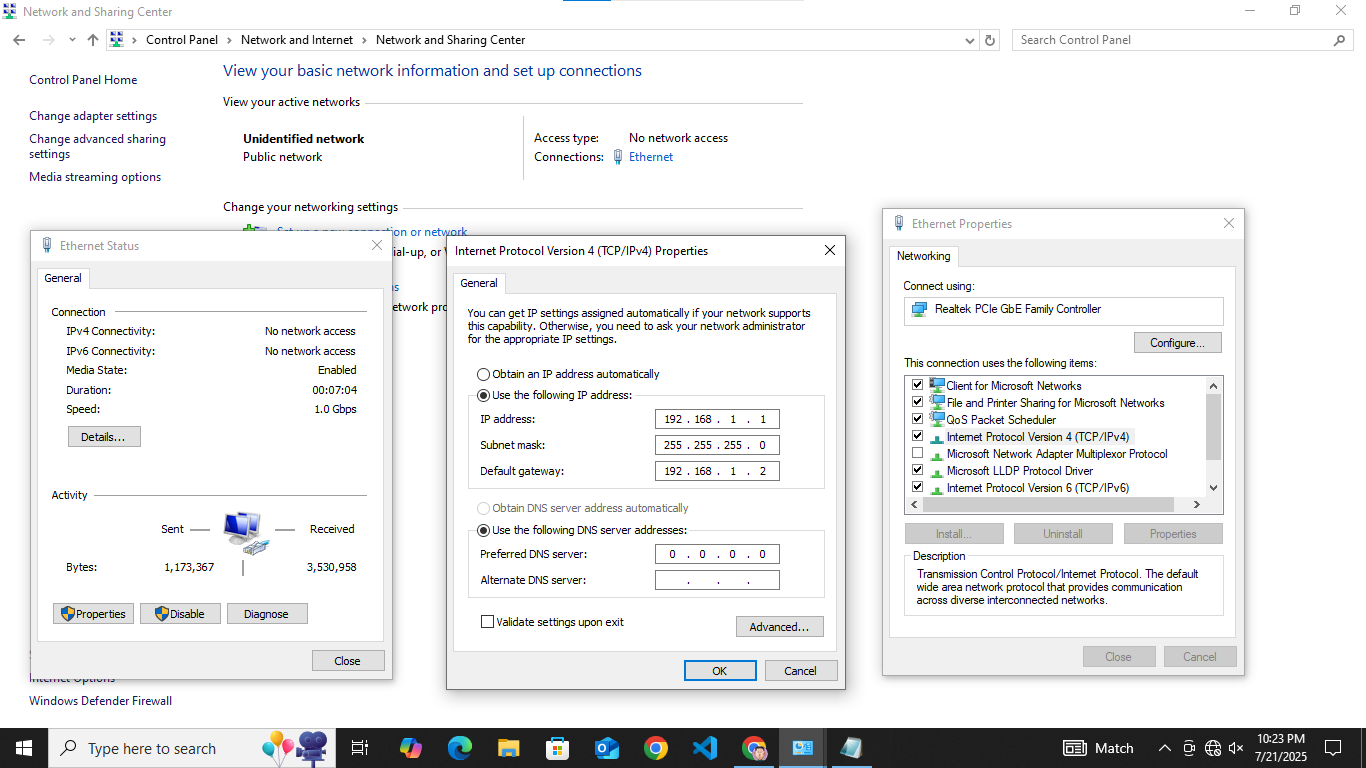 Network and Sharing Center
Control Panel > Network and Internet > Network and Sharing Center
Search Control Panel
Control Panel Home
Change adapter settings
Change advanced sharing
settings
Media streaming options
Internet Options
Windows Defender Firewall
View your basic network information and set up connections
View your active networks
Unidentified network
Public network
Access type: No network access
Connections: Ethernet
Change your networking settings
Set up a new connection or network
ial-up, or
etwork pro
Ethernet Status
General
Connection
IPv4 Connectivity: No network access
IPv6 Connectivity: No network access
Media State: Enabled
Duration: 00:07:04
Speed: 1.0 Gbps
Details...
Activity
Sent Received
Bytes: 1,173,367 3,530,958
Properties Disable Diagnose
Close
Internet Protocol Version 4 (TCP/IPv4) Properties
General
You can get IP settings assigned automatically if your network supports
this capability. Otherwise, you need to ask your network administrator
for the appropriate IP settings.
Obtain an IP address automatically
Use the following IP address:
IP address: 192 . 168 . 1 . 1
Subnet mask: 255 . 255 . 255 . 0
Default gateway: 192 . 168 . 1 . 2
Obtain DNS server address automatically
Use the following DNS server addresses:
Preferred DNS server: 0 . 0 . 0 . 0
Alternate DNS server: . . .
Validate settings upon exit
Advanced...
OK Cancel
Ethernet Properties
Networking
Connect using:
Realtek PCIe GbE Family Controller
Configure...
This connection uses the following items:
Client for Microsoft Networks
File and Printer Sharing for Microsoft Networks
QoS Packet Scheduler
Internet Protocol Version 4 (TCP/IPv4)
Microsoft Network Adapter Multiplexor Protocol
Microsoft LLDP Protocol Driver
Internet Protocol Version 6 (TCP/IPv6)
Install... Uninstall Properties
Description
Transmission Control Protocol/Internet Protocol. The default
wide area network protocol that provides communication
across diverse interconnected networks.
Close Cancel
Type here to search
Match
10:23 PM
7/21/2025